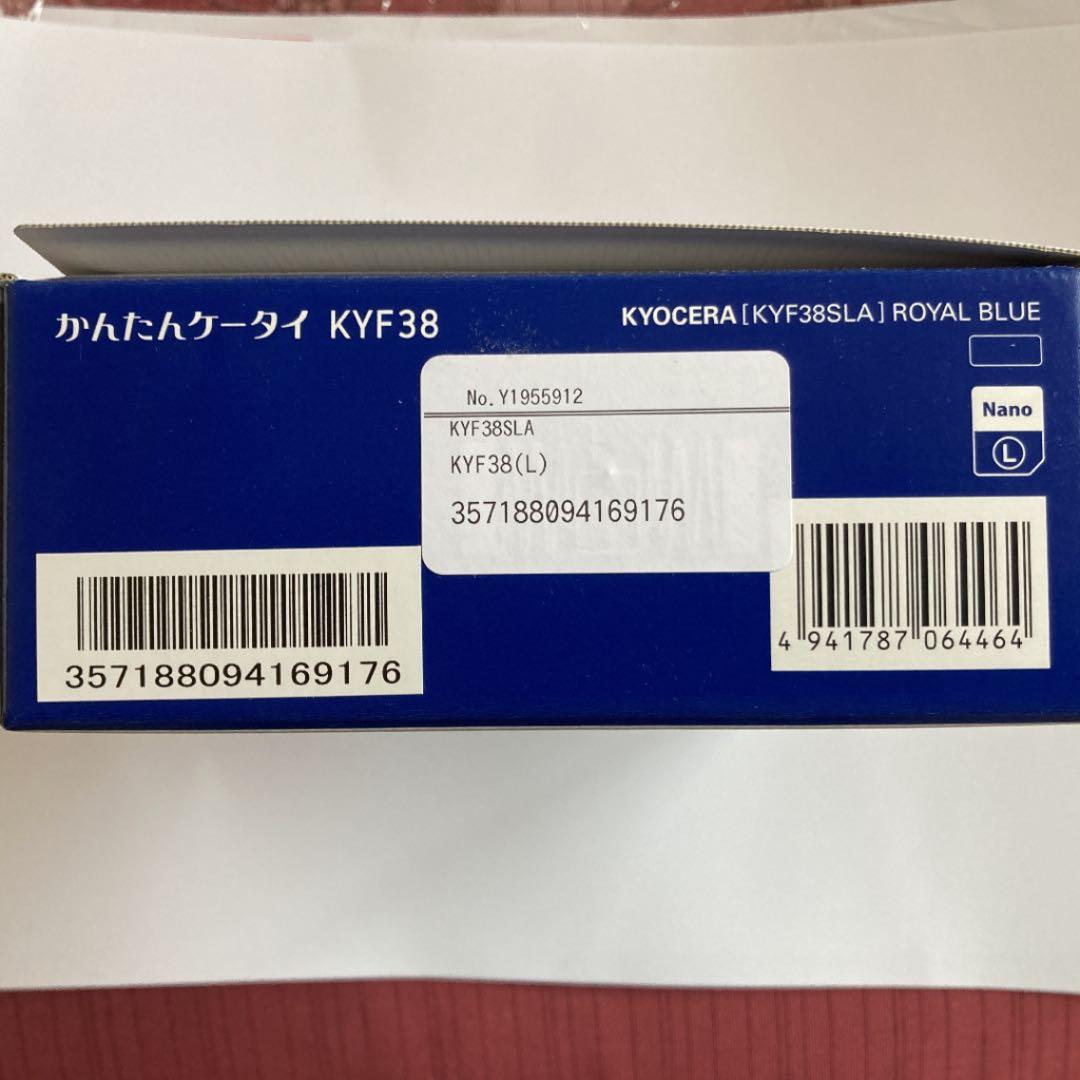 かんたんケータイ KYF38
KYOCERA [KYF38SLA] ROYAL BLUE
Nano
L
No. Y1955912
KYF38SLA
KYF38(L)
357188094169176
357188094169176
4 941787 064464